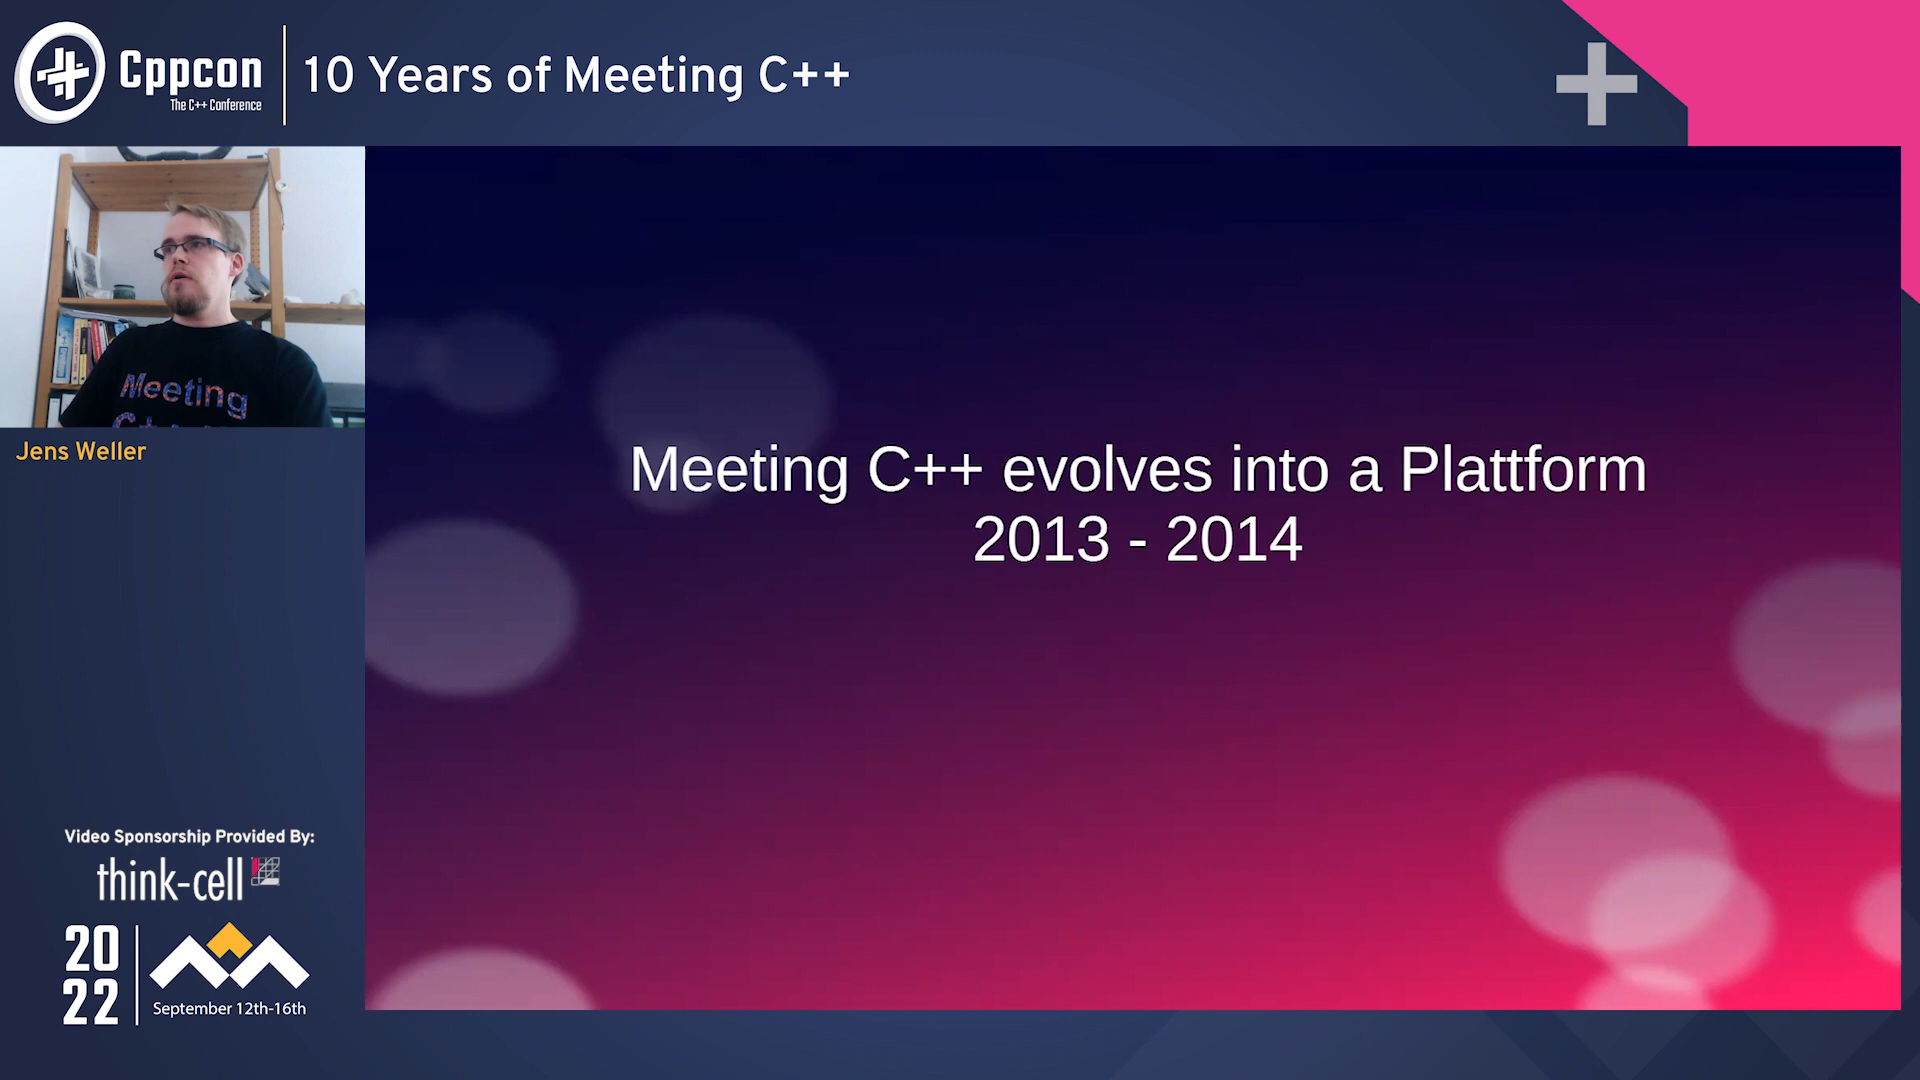 Cppcon
The C++ Conference
10 Years of Meeting C++
Meeting
Jens Weller
Meeting C++ evolves into a Plattform
2013 - 2014
Video Sponsorship Provided By:
think-cell
20
22
September 12th-16th